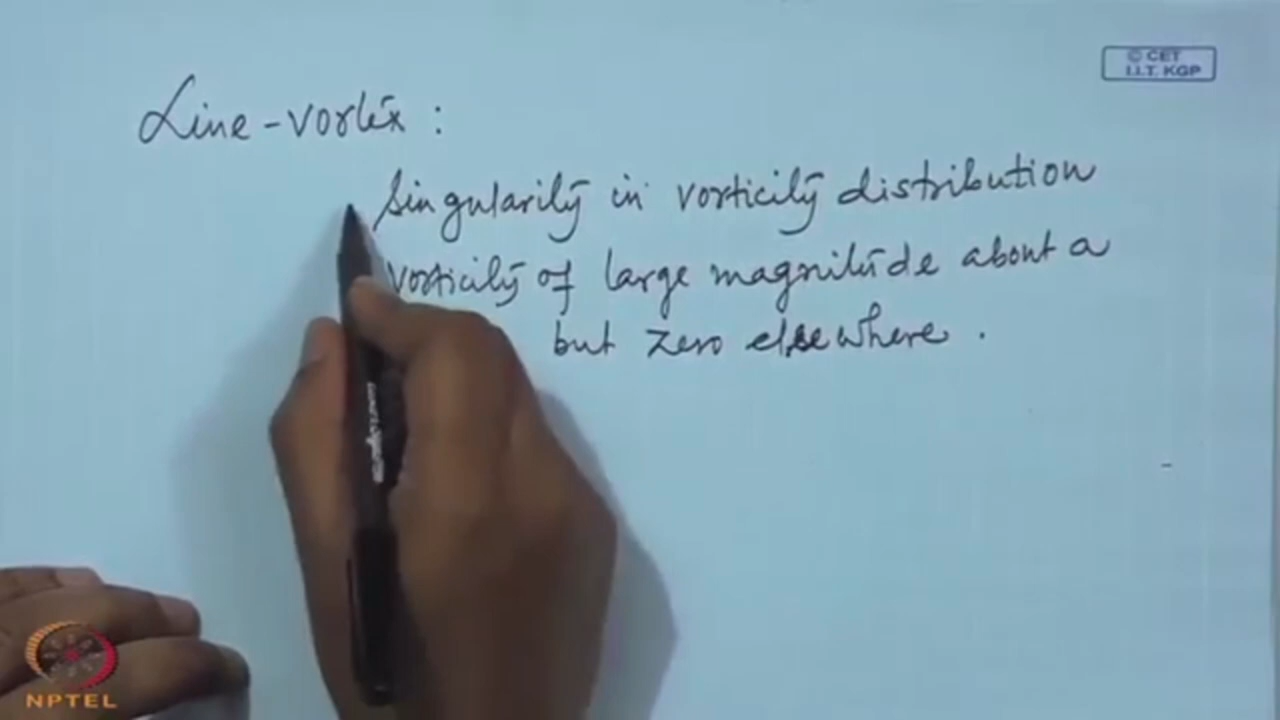 © CET
I.I.T. KGP
Line-vortex :
Singularity in vorticity distribution
vorticity of large magnitude about a
but zero elsewhere .
NPTEL